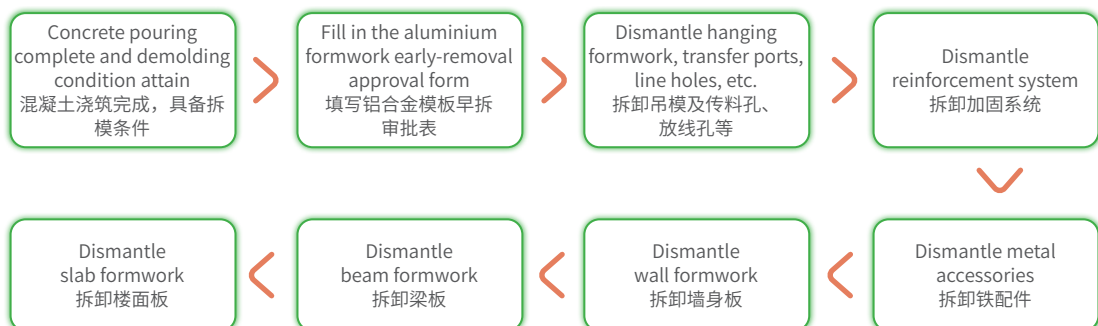 Concrete pouring
complete and demolding
condition attain
混凝土浇筑完成，具备拆
模条件
Fill in the aluminium
formwork early-removal
approval form
填写铝合金模板早拆
审批表
Dismantle hanging
formwork, transfer ports,
line holes, etc.
拆卸吊模及传料孔、
放线孔等
Dismantle
reinforcement system
拆卸加固系统
Dismantle metal
accessories
拆卸铁配件
Dismantle
wall formwork
拆卸墙身板
Dismantle
beam formwork
拆卸梁板
Dismantle
slab formwork
拆卸楼面板